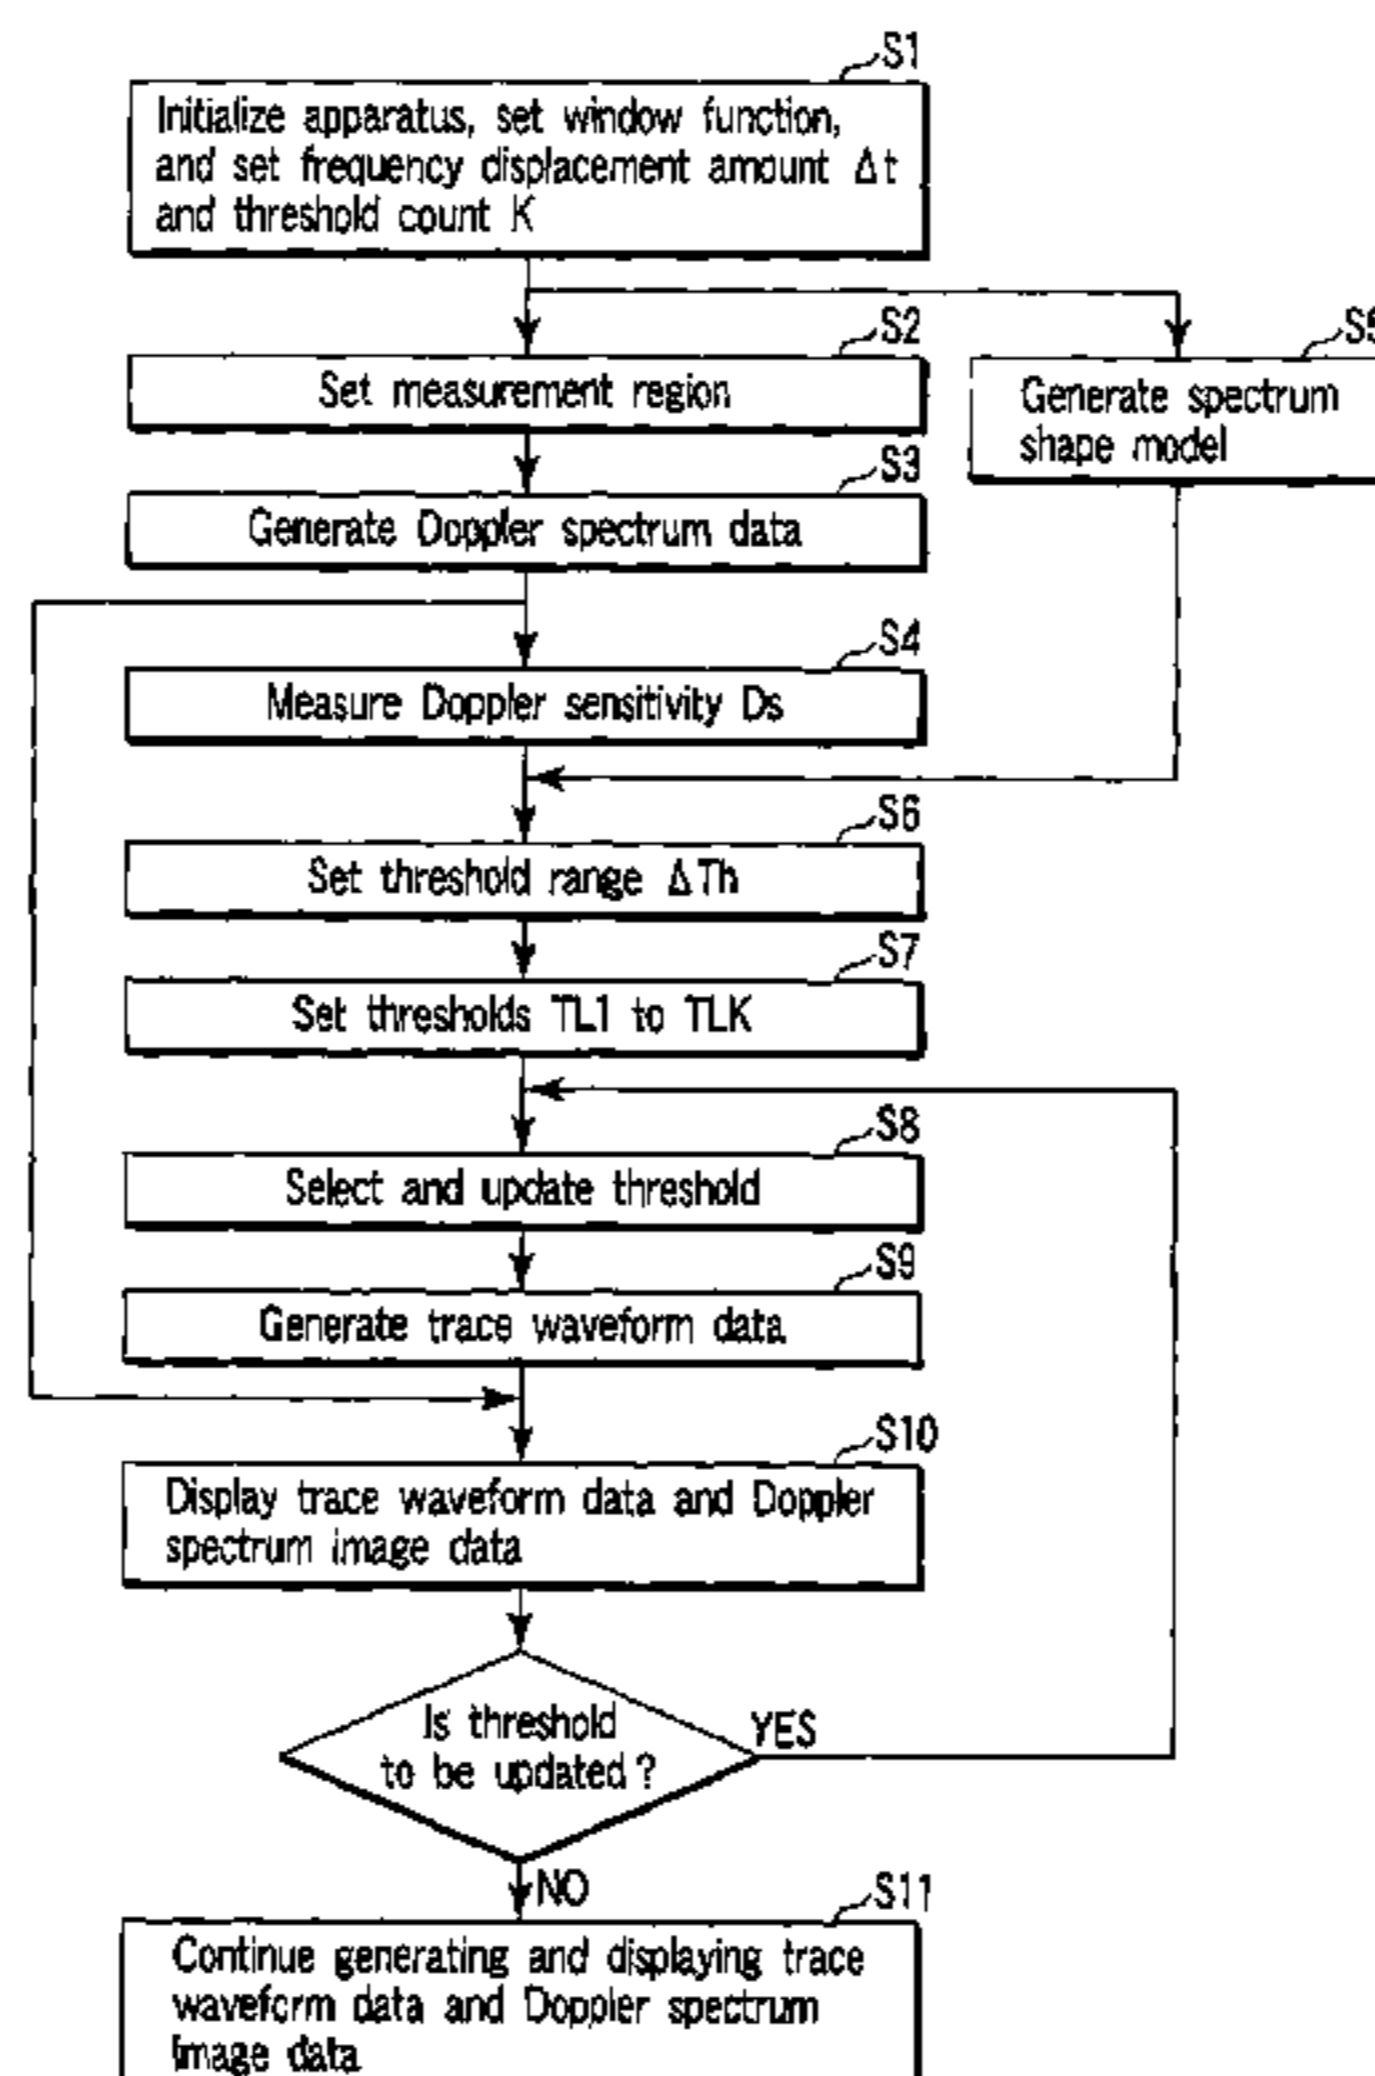 S1
Initialize apparatus, set window function,
and set frequency displacement amount Δt
and threshold count K
S2
Set measurement region
Generate spectrum
shape model
S3
Generate Doppler spectrum data
S4
Measure Doppler sensitivity Ds
S6
Set threshold range ΔTh
S7
Set thresholds TL1 to TLK
S8
Select and update threshold
S9
Generate trace waveform data
S10
Display trace waveform data and Doppler
spectrum image data
Is threshold
to be updated?
YES
NO
S11
Continue generating and displaying trace
waveform data and Doppler spectrum
image data